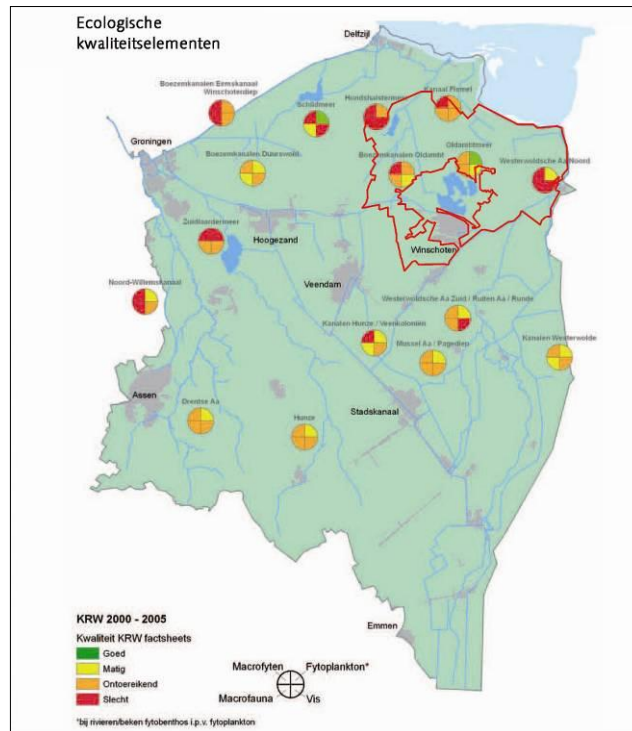 Ecologische
kwaliteitselementen
Delfzijl
Boezemkanalen Eemskanaal
Winschoterdiep
Schildmeer
Hondshalstermeer
Kanaal Fiemel
Groningen
Boezemkanalen Duurswold
Boezemkanalen Oldambt
Oldambtmeer
Westerwoldsche Aa Noord
Zuidlaardermeer
Hoogezand
Winschoten
Veendam
Noord-Willemskanaal
Westerwoldsche Aa Zuid / Ruiten Aa / Runde
Kanalen Hunze / Veenkolonien
Mussel Aa / Pagediep
Kanalen Westerwolde
Assen
Drentse Aa
Hunze
Stadskanaal
Emmen
KRW 2000 - 2005
Kwaliteit KRW factsheets
Goed
Matig
Ontoereikend
Slecht
Macrofyten
Fytoplankton*
Macrofauna
Vis
*bij rivieren/beken fytobenthos i.p.v. fytoplankton